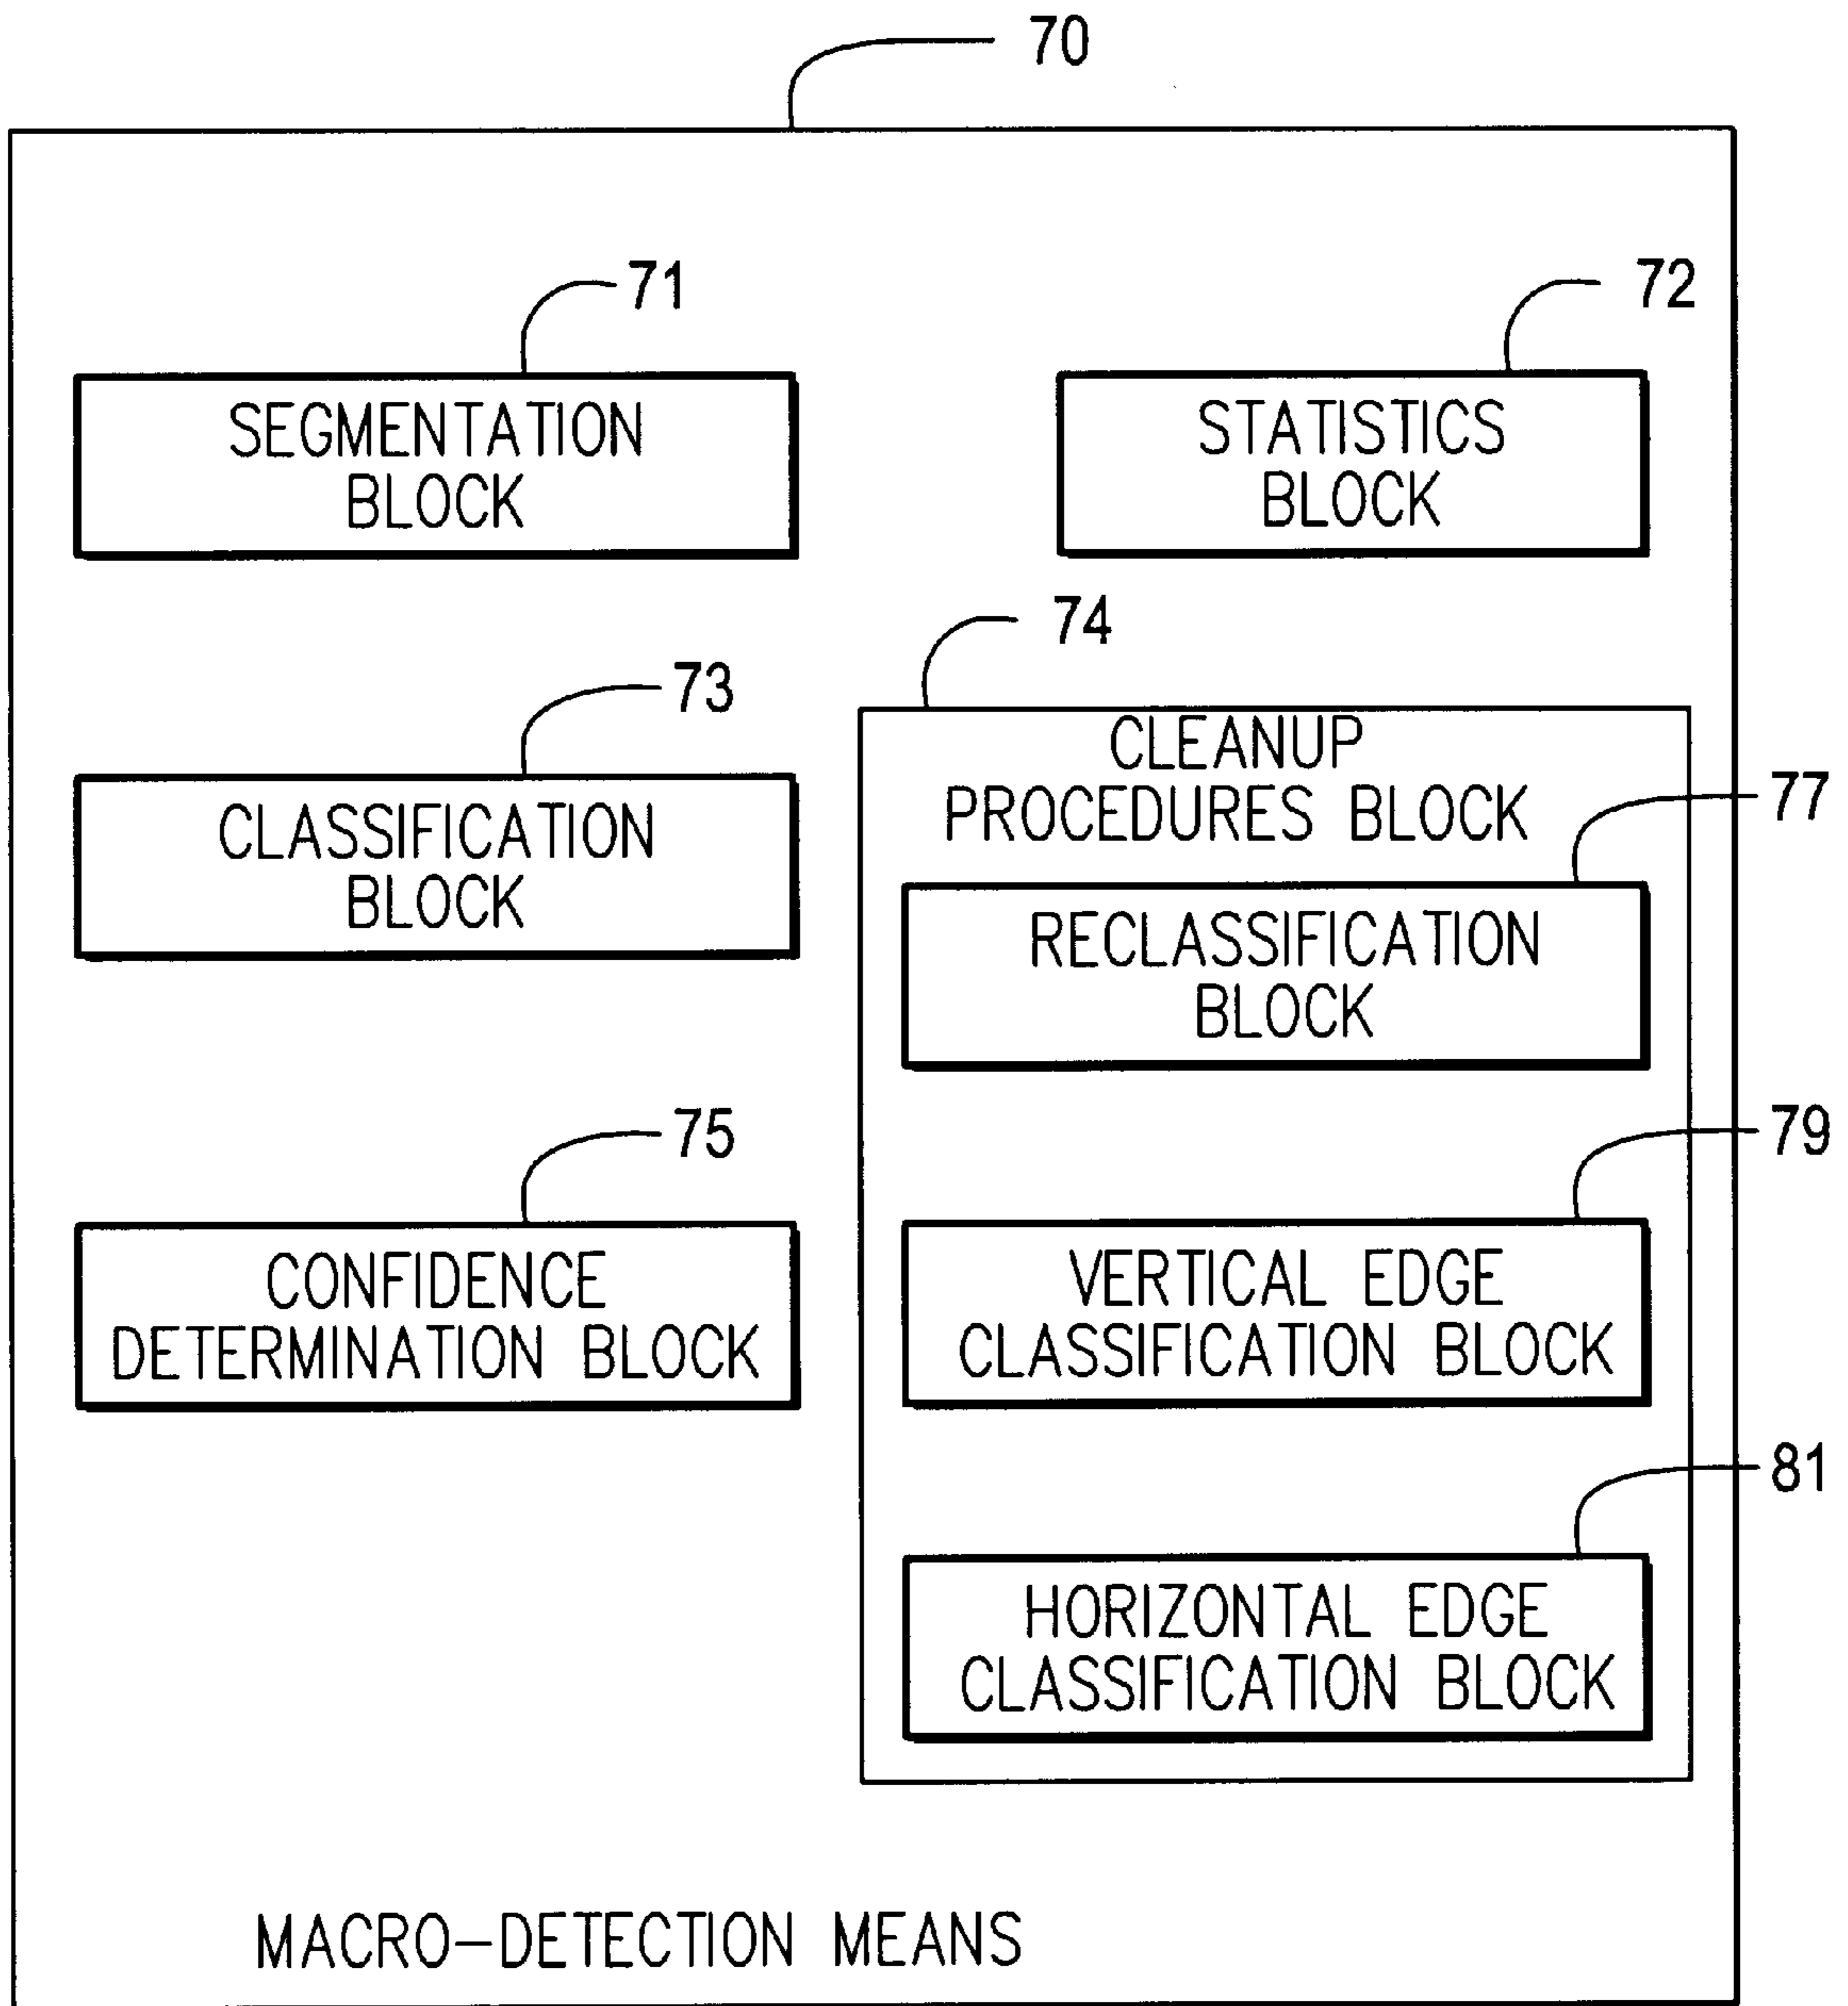 70
71
SEGMENTATION
BLOCK
72
STATISTICS
BLOCK
73
CLASSIFICATION
BLOCK
74
CLEANUP
PROCEDURES BLOCK
77
RECLASSIFICATION
BLOCK
75
CONFIDENCE
DETERMINATION BLOCK
79
VERTICAL EDGE
CLASSIFICATION BLOCK
81
HORIZONTAL EDGE
CLASSIFICATION BLOCK
MACRO-DETECTION MEANS